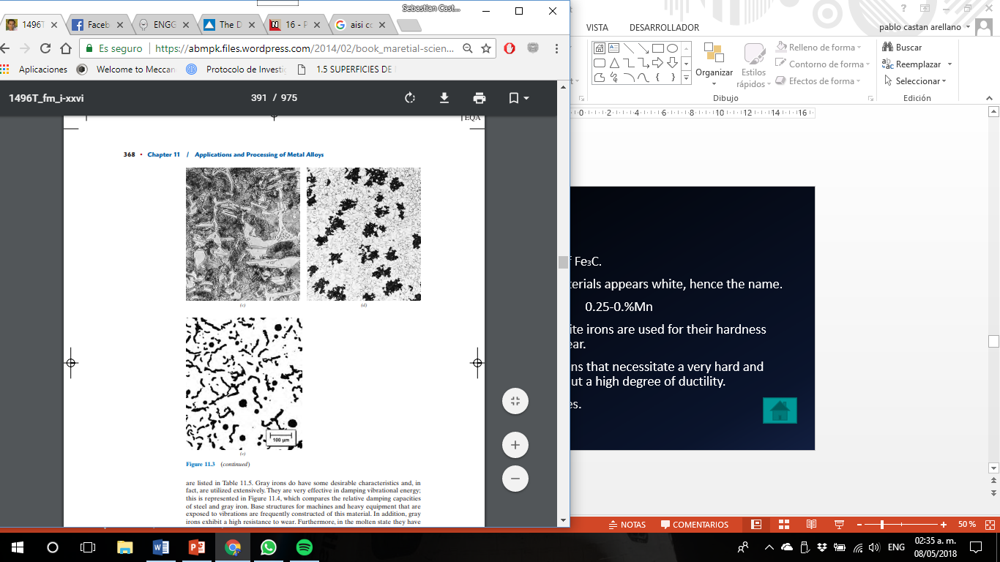 Sebastian Cast...
1496T
Faceb
ENGG
The D
16 - P
aisi cc
Es seguro
https://abmpk.files.wordpress.com/2014/02/book_maretial-scien...
Aplicaciones
Welcome to Meccan
Protocolo de Investig
1.5 SUPERFICIES DE
1496T_fm_i-xxvi
391 / 975
EQA
368 • Chapter 11 / Applications and Processing of Metal Alloys
(c)
(d)
100 μm
(e)
Figure 11.3 (continued)
are listed in Table 11.5. Gray irons do have some desirable characteristics and, in
fact, are utilized extensively. They are very effective in damping vibrational energy;
this is represented in Figure 11.4, which compares the relative damping capacities
of steel and gray iron. Base structures for machines and heavy equipment that are
exposed to vibrations are frequently constructed of this material. In addition, gray
irons exhibit a high resistance to wear. Furthermore, in the molten state they have
VISTA
DESARROLLADOR
pablo castan arellano
Organizar
Estilos
rápidos
Relleno de forma
Contorno de forma
Efectos de forma
Dibujo
Buscar
Reemplazar
Seleccionar
Edición
0 2 4 6 8 10 12 14 16
Fe3C.
terials appears white, hence the name.
0.25-0.%Mn
ite irons are used for their hardness
ear.
ns that necessitate a very hard and
ut a high degree of ductility.
es.
NOTAS
COMENTARIOS
50 %
ENG
02:35 a. m.
08/05/2018